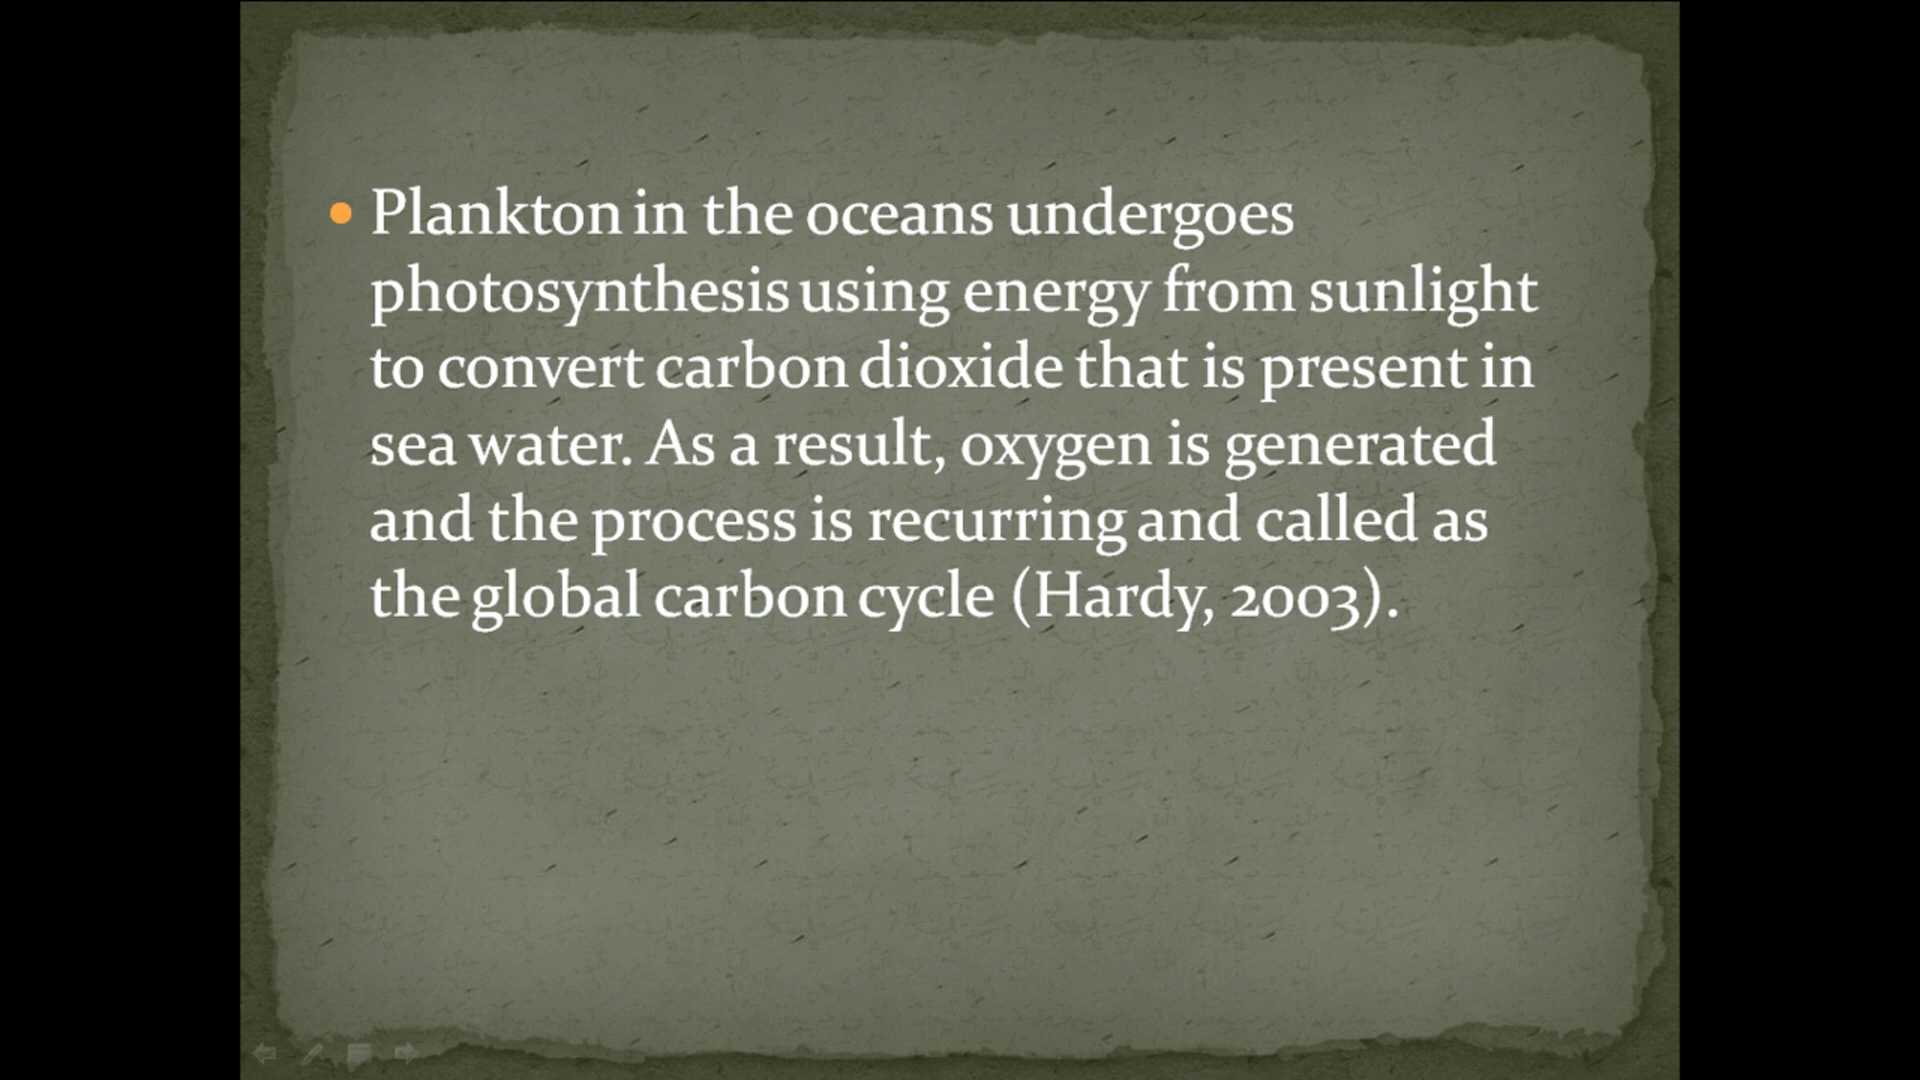 • Plankton in the oceans undergoes
photosynthesis using energy from sunlight
to convert carbon dioxide that is present in
sea water. As a result, oxygen is generated
and the process is recurring and called as
the global carbon cycle (Hardy, 2003).